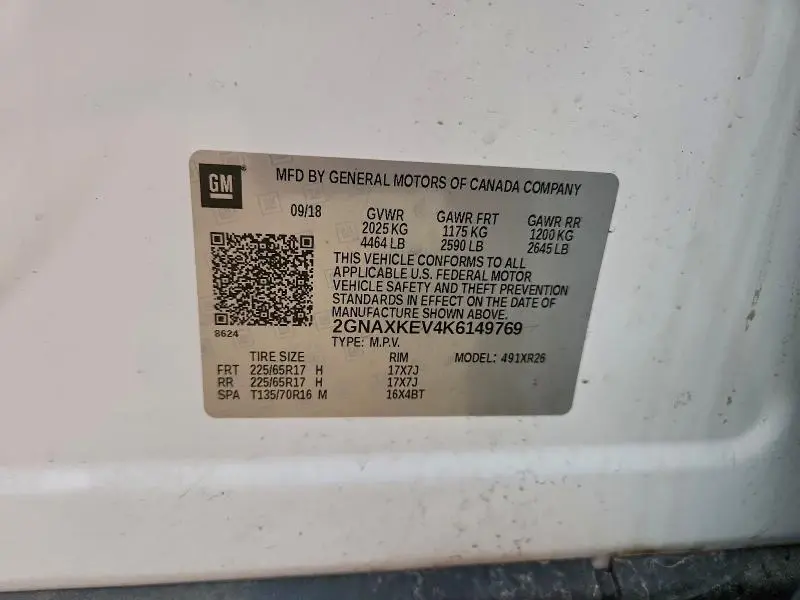 GM
MFD BY GENERAL MOTORS OF CANADA COMPANY
09/18 GVWR GAWR FRT GAWR RR
2025 KG 1175 KG 1200 KG
4464 LB 2590 LB 2645 LB
THIS VEHICLE CONFORMS TO ALL
APPLICABLE U.S. FEDERAL MOTOR
VEHICLE SAFETY AND THEFT PREVENTION
STANDARDS IN EFFECT ON THE DATE OF
MANUFACTURE SHOWN ABOVE.
8624 2GNAXKEV4K6149769
TYPE: M.P.V.
TIRE SIZE RIM MODEL: 491XR26
FRT 225/65R17 H 17X7J
RR 225/65R17 H 17X7J
SPA T135/70R16 M 16X4BT